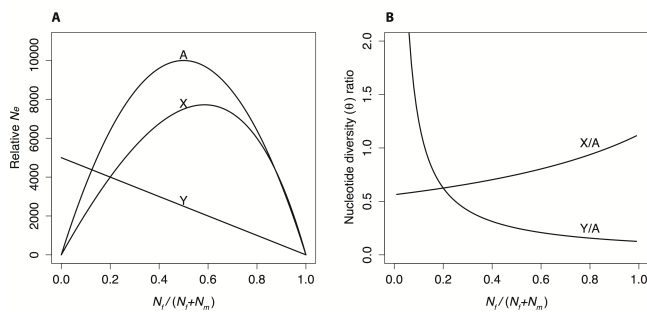 A
Relative Ne
10000
8000
6000
4000
2000
0
A
X
Y
0.0 0.2 0.4 0.6 0.8 1.0
Nf / (Nf+Nm)
B
Nucleotide diversity (θ) ratio
2.0
1.5
1.0
0.5
0.0
X/A
Y/A
0.0 0.2 0.4 0.6 0.8 1.0
Nf / (Nf+Nm)